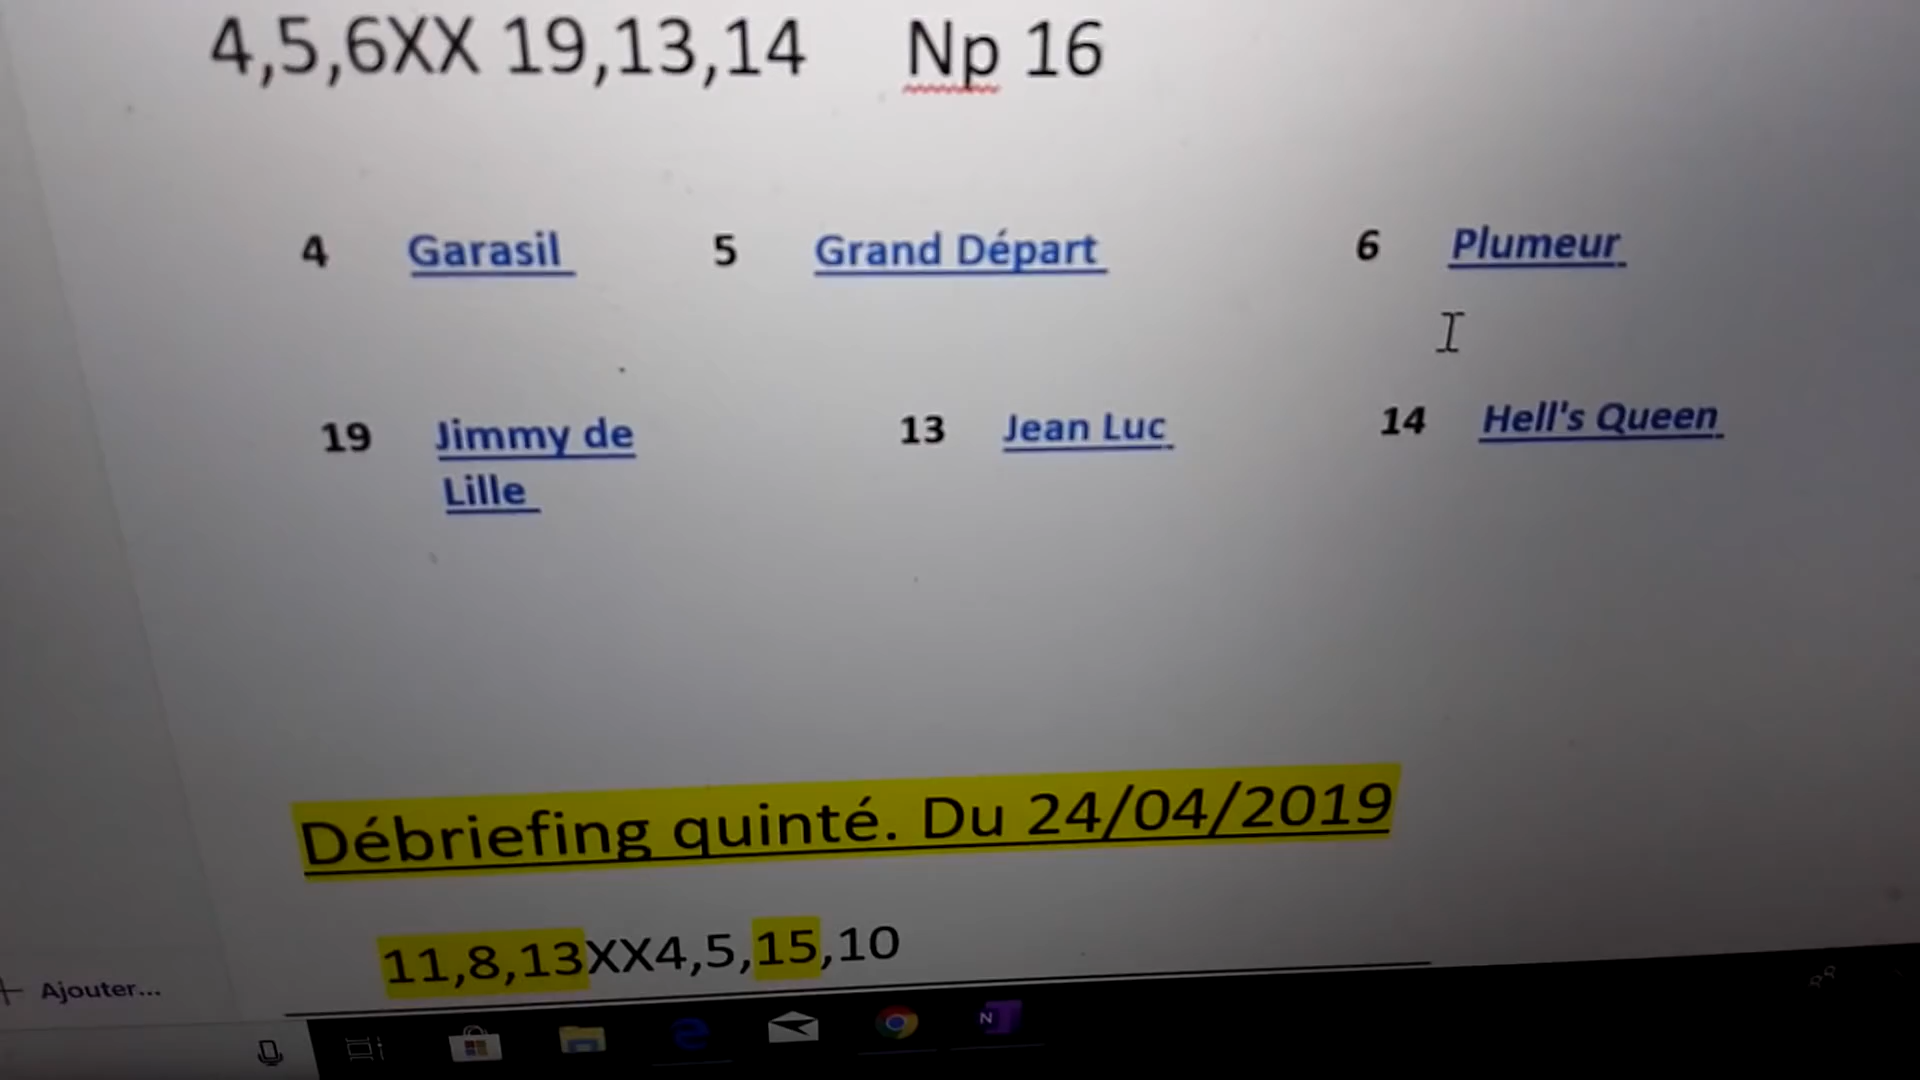 4,5,6XX 19,13,14 Np 16
4 Garasil 5 Grand Départ 6 Plumeur
19 Jimmy de Lille 13 Jean Luc 14 Hell's Queen
Débriefing quinté. Du 24/04/2019
11,8,13XX4,5,15,10
Ajouter...
N